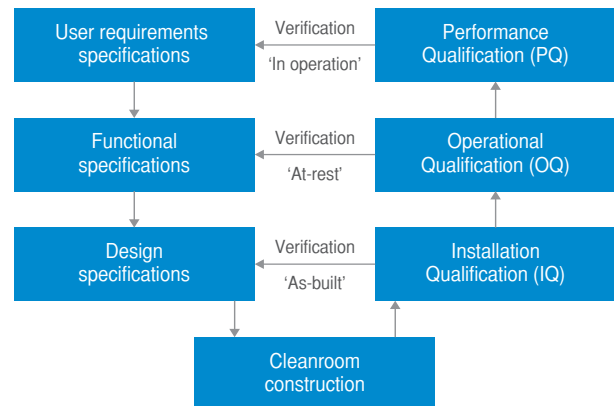 User requirements
specifications
Verification
'In operation'
Performance
Qualification (PQ)
Functional
specifications
Verification
'At-rest'
Operational
Qualification (OQ)
Design
specifications
Verification
'As-built'
Installation
Qualification (IQ)
Cleanroom
construction